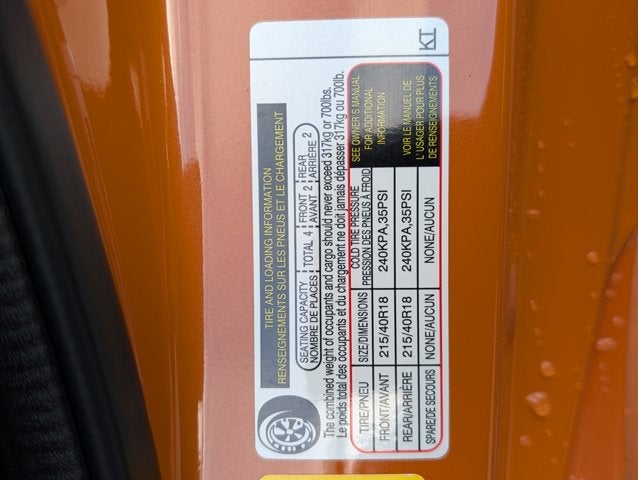 TIRE AND LOADING INFORMATION
RENSEIGNEMENTS SUR LES PNEUS ET LE CHARGEMENT
SEATING CAPACITY TOTAL 4 FRONT 2 REAR 2
NOMBRE DE PLACES AVANT ARRIÈRE
The combined weight of occupants and cargo should never exceed 317kg or 700lbs.
Le poids total des occupants et du chargement ne doit jamais dépasser 317kg ou 700lb.
TIRE/PNEU SIZE/DIMENSIONS COLD TIRE PRESSURE
PRESSION DES PNEUS À FROID
FRONT/AVANT 215/40R18 240KPA,35PSI
REAR/ARRIÈRE 215/40R18 240KPA,35PSI
SPARE/DE SECOURS NONE/AUCUN NONE/AUCUN
SEE OWNER'S MANUAL
FOR ADDITIONAL
INFORMATION
VOIR LE MANUEL DE
L'USAGER POUR PLUS
DE RENSEIGNEMENTS
KT